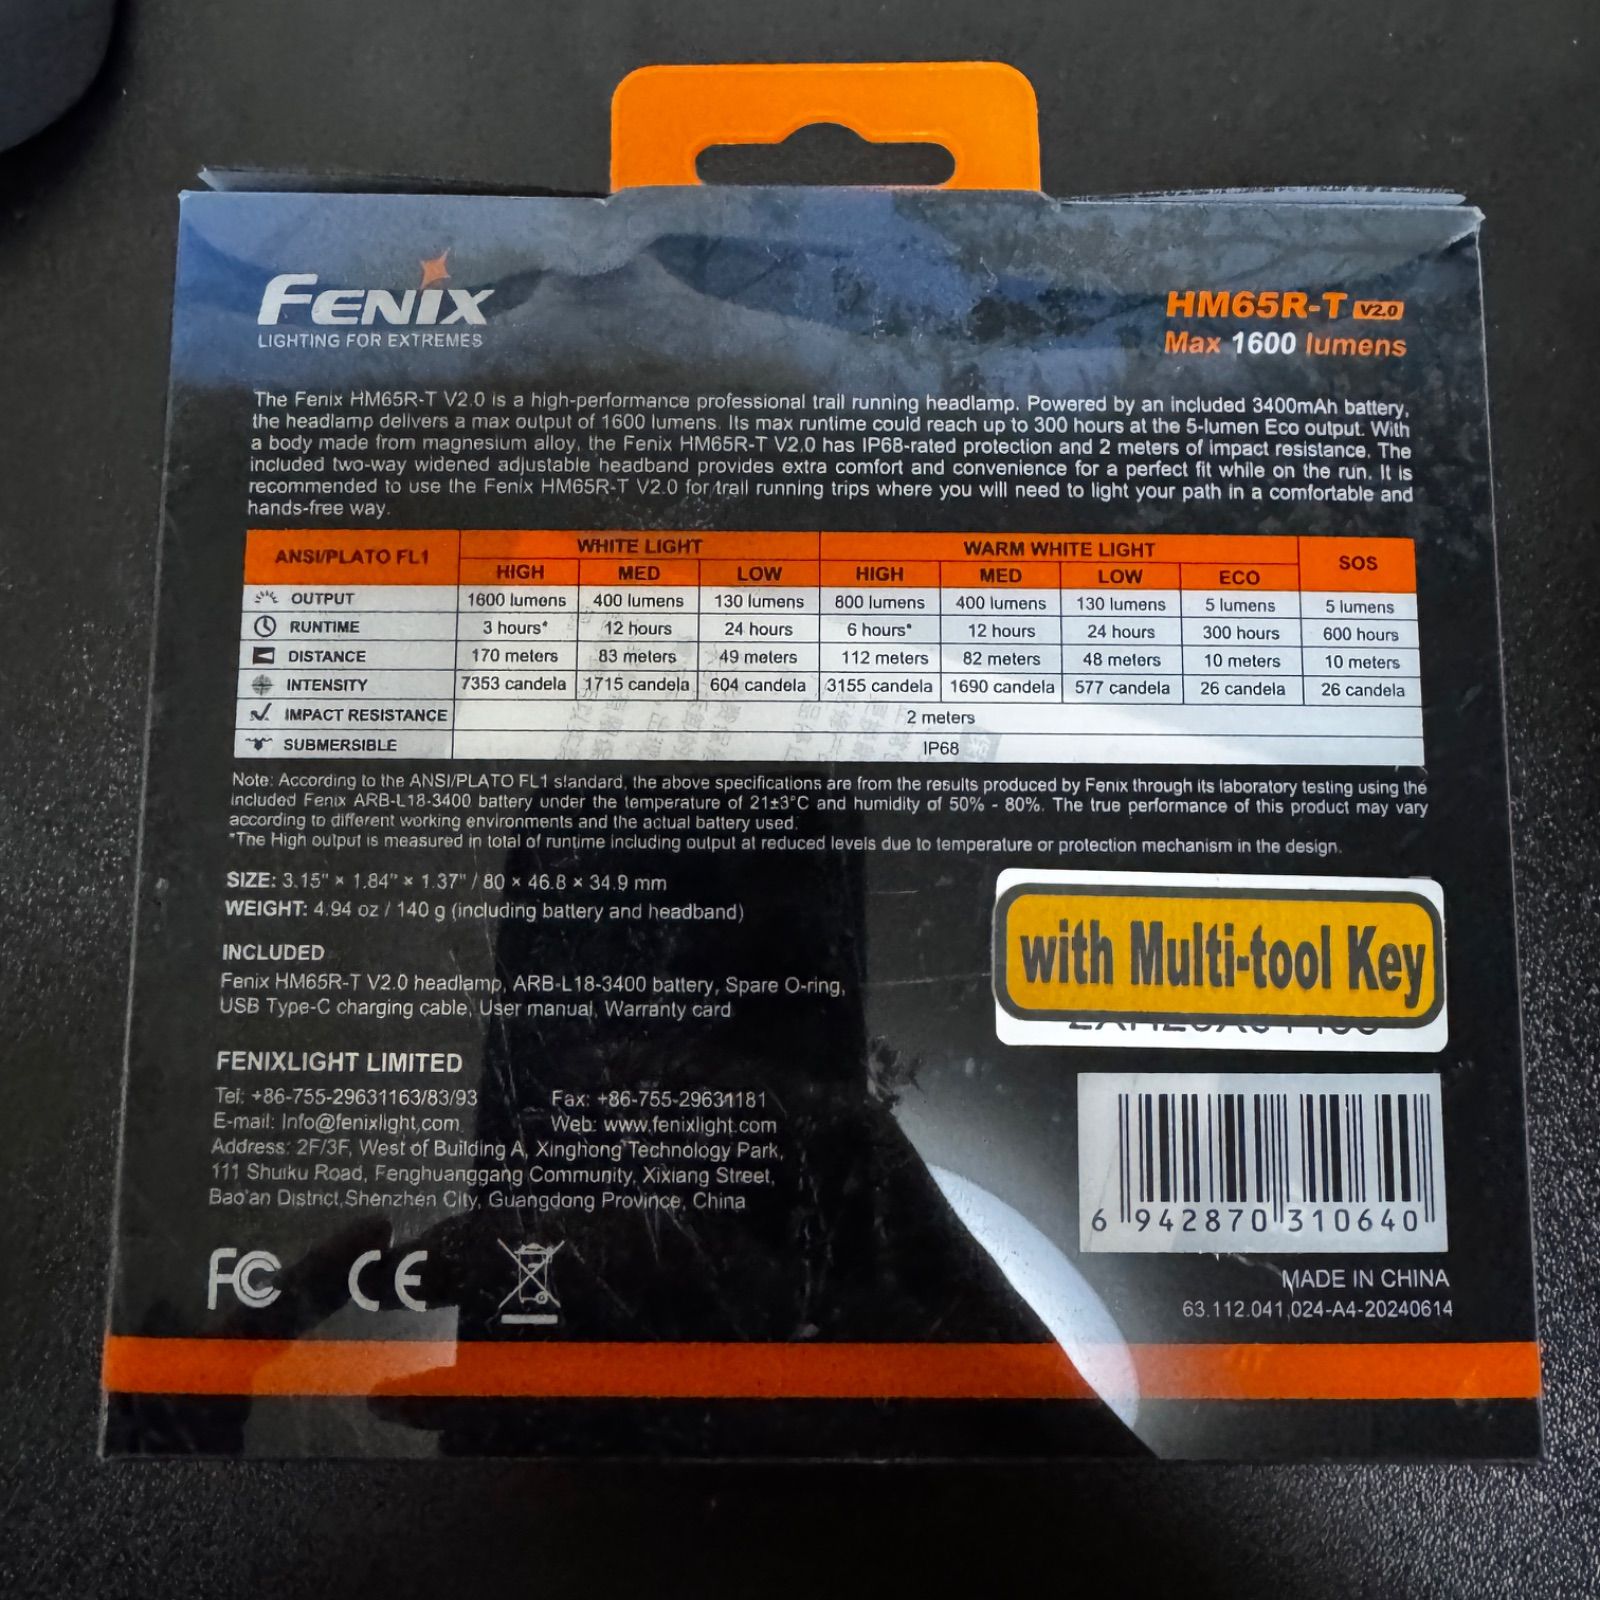 FENIX
LIGHTING FOR EXTREMES
HM65R-T V2.0
Max 1600 lumens
The Fenix HM65R-T V2.0 is a high-performance professional trail running headlamp. Powered by an included 3400mAh battery,
the headlamp delivers a max output of 1600 lumens. Its max runtime could reach up to 300 hours at the 5-lumen Eco output. With
a body made from magnesium alloy, the Fenix HM65R-T V2.0 has IP68-rated protection and 2 meters of impact resistance. The
included two-way widened adjustable headband provides extra comfort and convenience for a perfect fit while on the run. It is
recommended to use the Fenix HM65R-T V2.0 for trail running trips where you will need to light your path in a comfortable and
hands-free way.
ANSI/PLATO FL1 WHITE LIGHT WARM WHITE LIGHT SOS
HIGH MED LOW HIGH MED LOW ECO
OUTPUT 1600 lumens 400 lumens 130 lumens 800 lumens 400 lumens 130 lumens 5 lumens 5 lumens
RUNTIME 3 hours* 12 hours 24 hours 6 hours* 12 hours 24 hours 300 hours 600 hours
DISTANCE 170 meters 83 meters 49 meters 112 meters 82 meters 48 meters 10 meters 10 meters
INTENSITY 7353 candela 1715 candela 604 candela 3155 candela 1690 candela 577 candela 26 candela 26 candela
IMPACT RESISTANCE 2 meters
SUBMERSIBLE IP68
Note: According to the ANSI/PLATO FL1 standard, the above specifications are from the results produced by Fenix through its laboratory testing using the
included Fenix ARB-L18-3400 battery under the temperature of 21±3°C and humidity of 50% - 80%. The true performance of this product may vary
according to different working environments and the actual battery used.
*The High output is measured in total of runtime including output at reduced levels due to temperature or protection mechanism in the design.
SIZE: 3.15" × 1.84" × 1.37" / 80 × 46.8 × 34.9 mm
WEIGHT: 4.94 oz / 140 g (including battery and headband)
INCLUDED
Fenix HM65R-T V2.0 headlamp, ARB-L18-3400 battery, Spare O-ring,
USB Type-C charging cable, User manual, Warranty card
with Multi-tool Key
FENIXLIGHT LIMITED
Tel: +86-755-29631163/83/93 Fax: +86-755-29631181
E-mail: Info@fenixlight.com Web: www.fenixlight.com
Address: 2F/3F, West of Building A, Xinghong Technology Park,
111 Shuiku Road, Fenghuanggang Community, Xixiang Street,
Bao'an District,Shenzhen City, Guangdong Province, China
6 942870 310640
FC CE
MADE IN CHINA
63.112.041.024-A4-20240614